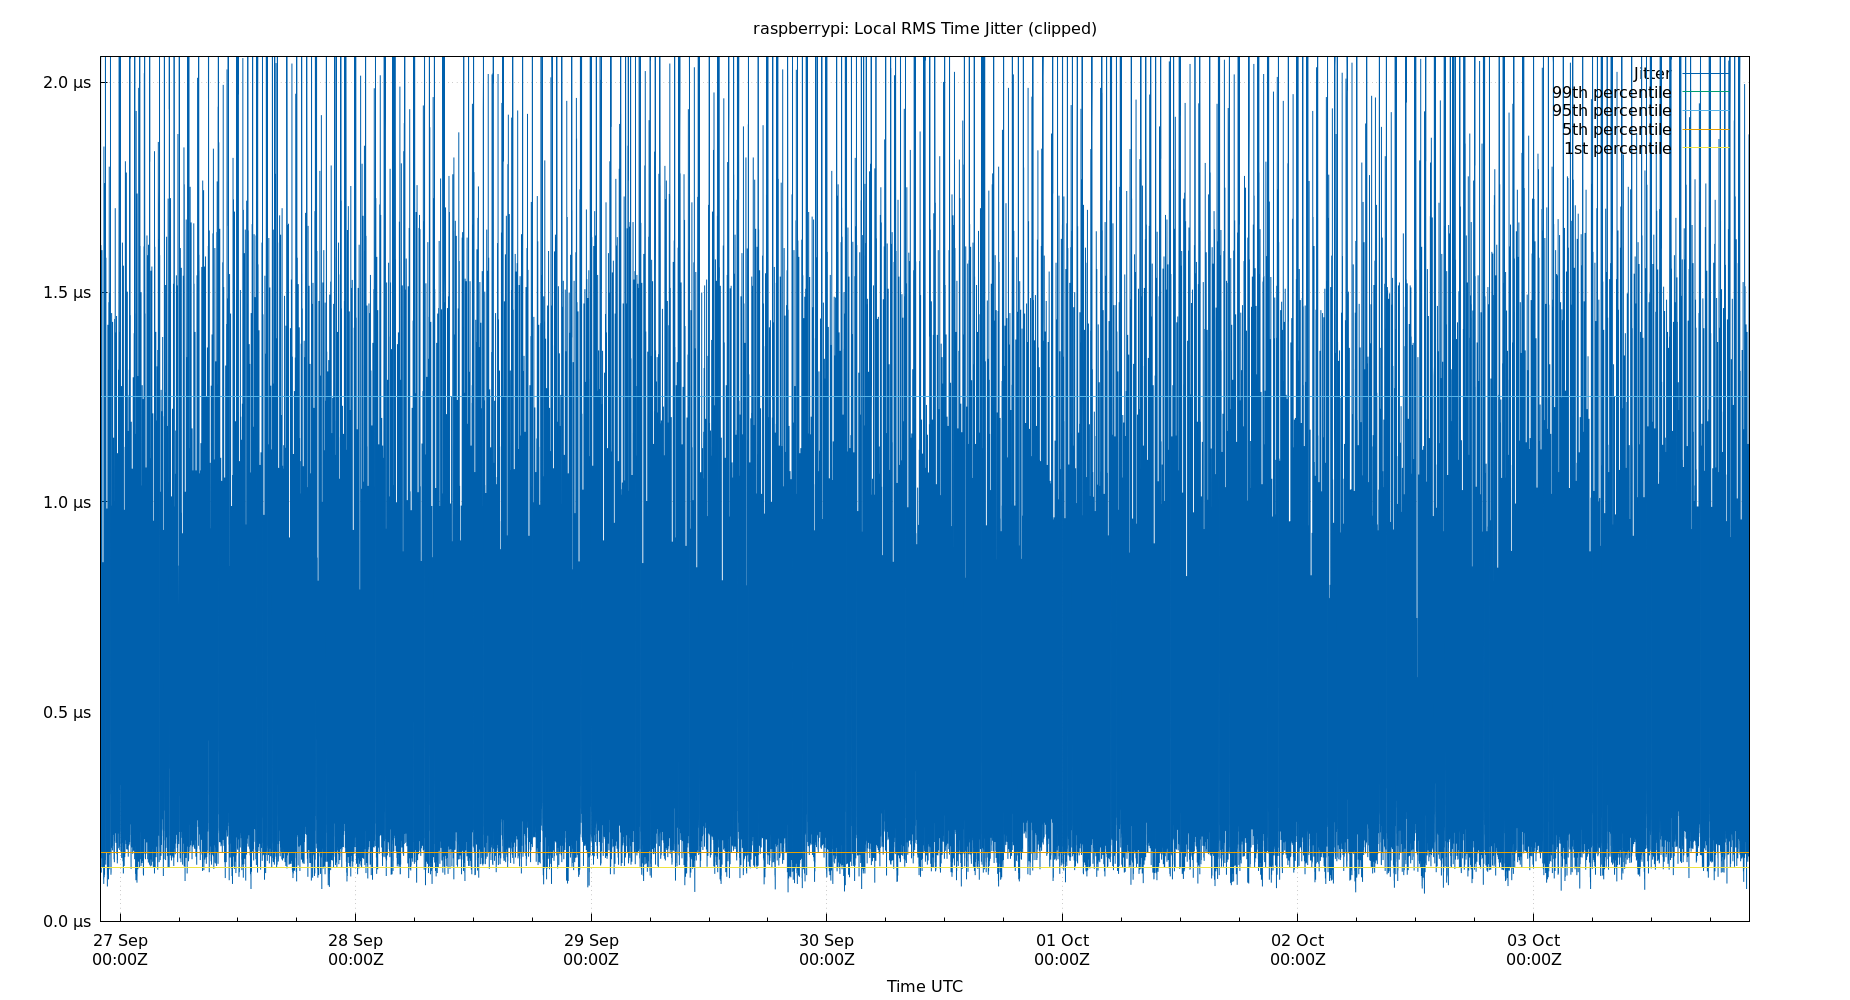 raspberrypi: Local RMS Time Jitter (clipped)
2.0 µs
1.5 µs
1.0 µs
0.5 µs
0.0 µs
Jitter
99th percentile
95th percentile
5th percentile
1st percentile
27 Sep
00:00Z
28 Sep
00:00Z
29 Sep
00:00Z
30 Sep
00:00Z
01 Oct
00:00Z
02 Oct
00:00Z
03 Oct
00:00Z
Time UTC